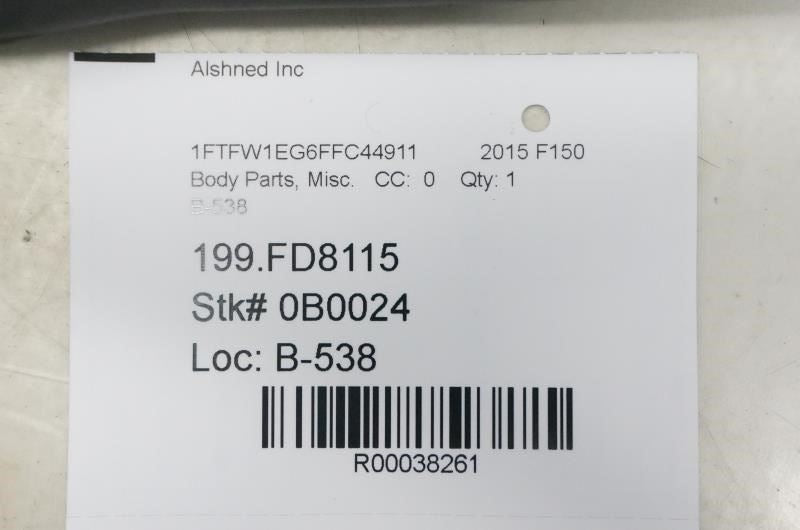 Alshned Inc
1FTFW1EG6FFC44911 2015 F150
Body Parts, Misc. CC: 0 Qty: 1
B-538
199.FD8115
Stk# 0B0024
Loc: B-538
R00038261